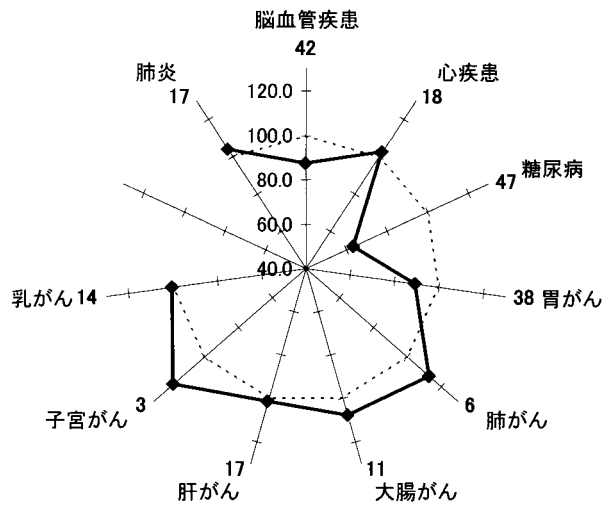 脳血管疾患
42
肺炎
17
心疾患
18
120.0
100.0
80.0
60.0
40.0
糖尿病
47
38 胃がん
乳がん 14
子宮がん
3
6
肺がん
17
肝がん
11
大腸がん